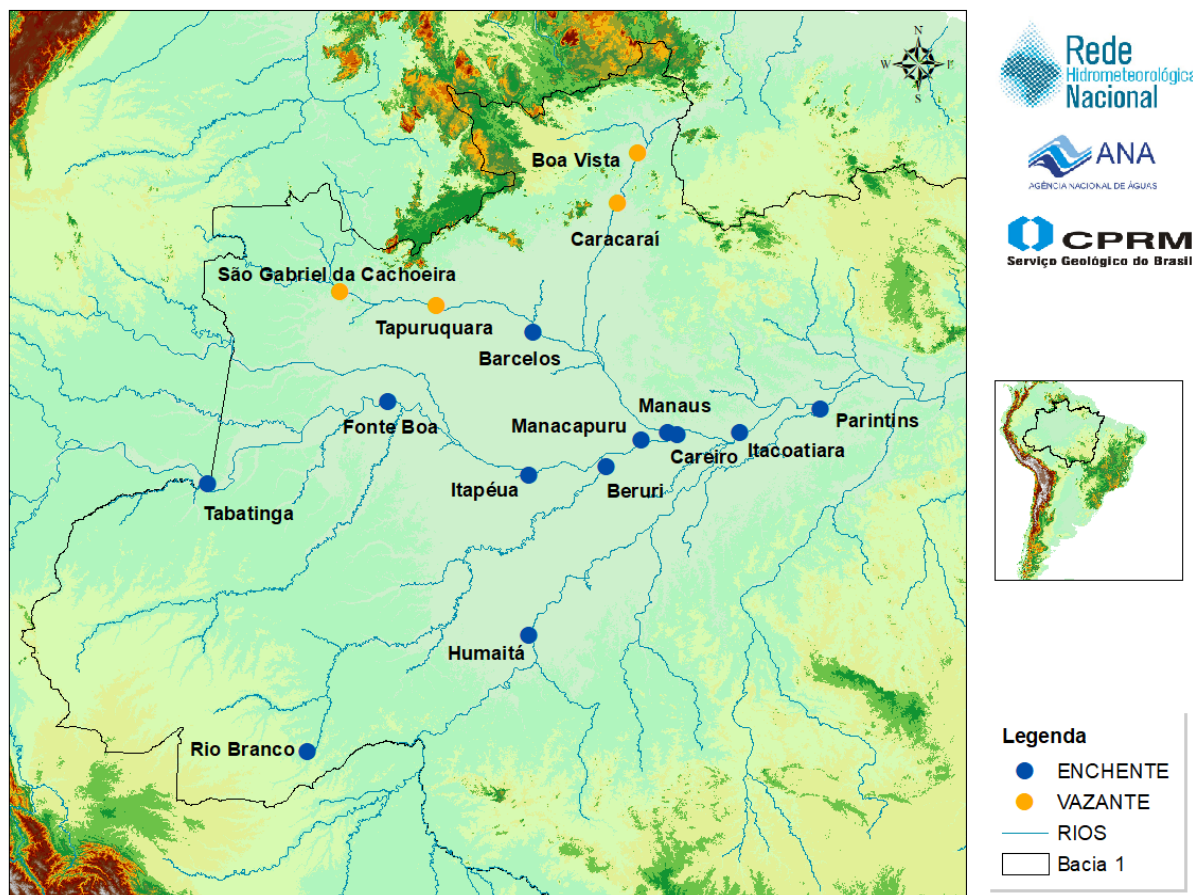 N
W
E
S
Boa Vista
Caracaraí
São Gabriel da Cachoeira
Tapuruquara
Barcelos
Fonte Boa
Manaus
Manacapuru
Parintins
Careiro
Itacoatiara
Itapéua
Beruri
Tabatinga
Humaitá
Rio Branco
Rede
Hidrometeorológica
Nacional
ANA
AGÊNCIA NACIONAL DE ÁGUAS
CPRM
Serviço Geológico do Brasil
Legenda
ENCHENTE
VAZANTE
RIOS
Bacia 1